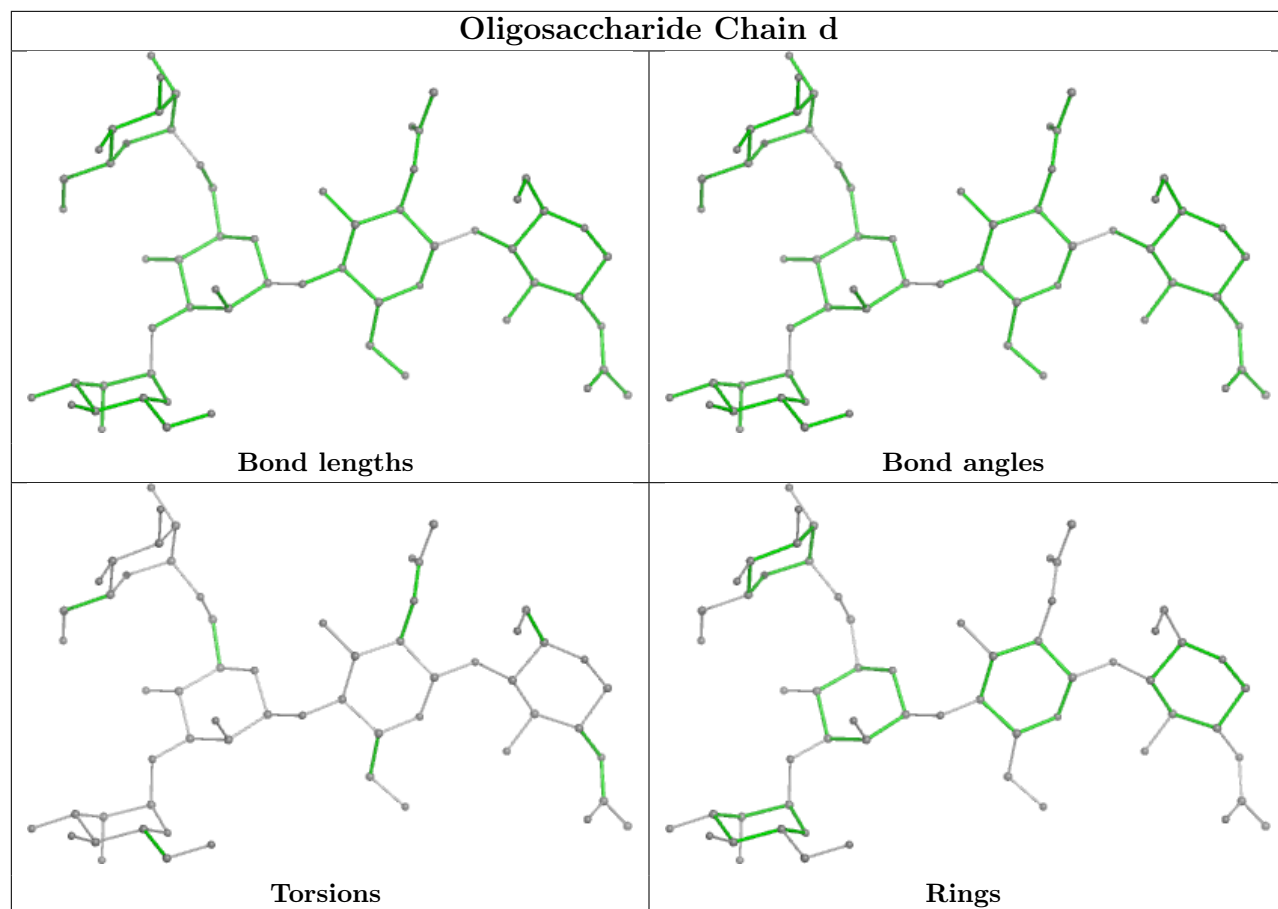 Oligosaccharide Chain d
Bond lengths
Bond angles
Torsions
Rings